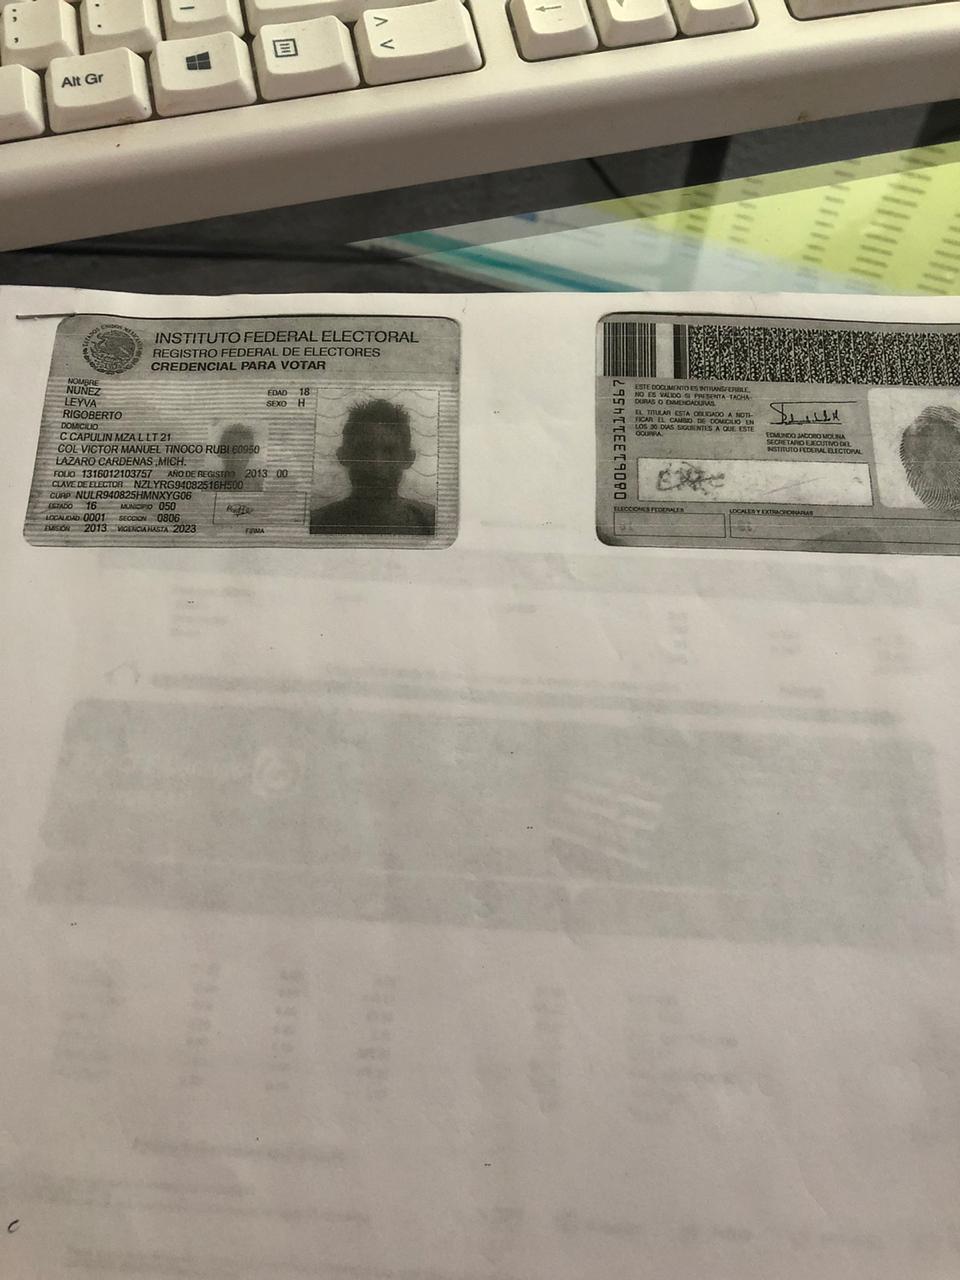 Alt Gr
INSTITUTO FEDERAL ELECTORAL
REGISTRO FEDERAL DE ELECTORES
CREDENCIAL PARA VOTAR
NOMBRE
NUÑEZ
LEYVA
RIGOBERTO
EDAD 18
SEXO H
DOMICILIO
C CAPULIN MZA L LT 21
COL VICTOR MANUEL TINOCO RUBI 60950
LAZARO CARDENAS ,MICH.
FOLIO 1316012103757 AÑO DE REGISTRO 2013 00
CLAVE DE ELECTOR NZLYRG94082516H500
CURP NULR940825HMNXYG06
ESTADO 16 MUNICIPIO 050
LOCALIDAD 0001 SECCION 0806
EMISIÓN 2013 VIGENCIA HASTA 2023
FIRMA
ESTE DOCUMENTO ES INTRANSFERIBLE,
NO ES VALIDO SI PRESENTA TACHA-
DURAS O ENMENDADURAS.
EL TITULAR ESTA OBLIGADO A NOTI-
FICAR EL CAMBIO DE DOMICILIO EN
LOS 30 DIAS SIGUIENTES A QUE ESTE
OCURRA.
EDMUNDO JACOBO MOLINA
SECRETARIO EJECUTIVO DEL
INSTITUTO FEDERAL ELECTORAL
ELECCIONES FEDERALES
LOCALES Y EXTRAORDINARIAS